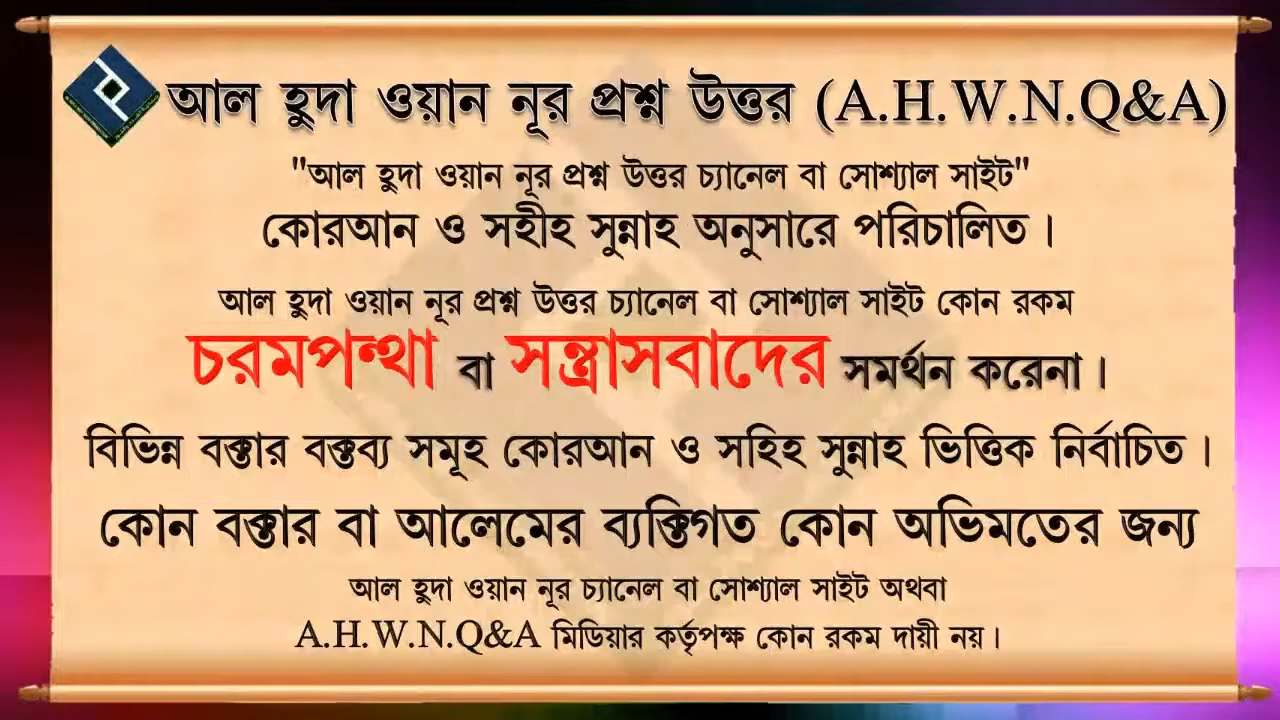 আল হুদা ওয়ান নূর প্রশ্ন উত্তর (A.H.W.N.Q&A)
"আল হুদা ওয়ান নূর প্রশ্ন উত্তর চ্যানেল বা সোশ্যাল সাইট"
কোরআন ও সহীহ সুন্নাহ অনুসারে পরিচালিত।
আল হুদা ওয়ান নূর প্রশ্ন উত্তর চ্যানেল বা সোশ্যাল সাইট কোন রকম
চরমপন্থা বা সন্ত্রাসবাদের সমর্থন করেনা।
বিভিন্ন বক্তার বক্তব্য সমূহ কোরআন ও সহিহ সুন্নাহ ভিত্তিক নির্বাচিত।
কোন বক্তার বা আলেমের ব্যক্তিগত কোন অভিমতের জন্য
আল হুদা ওয়ান নূর চ্যানেল বা সোশ্যাল সাইট অথবা
A.H.W.N.Q&A মিডিয়ার কর্তৃপক্ষ কোন রকম দায়ী নয়।